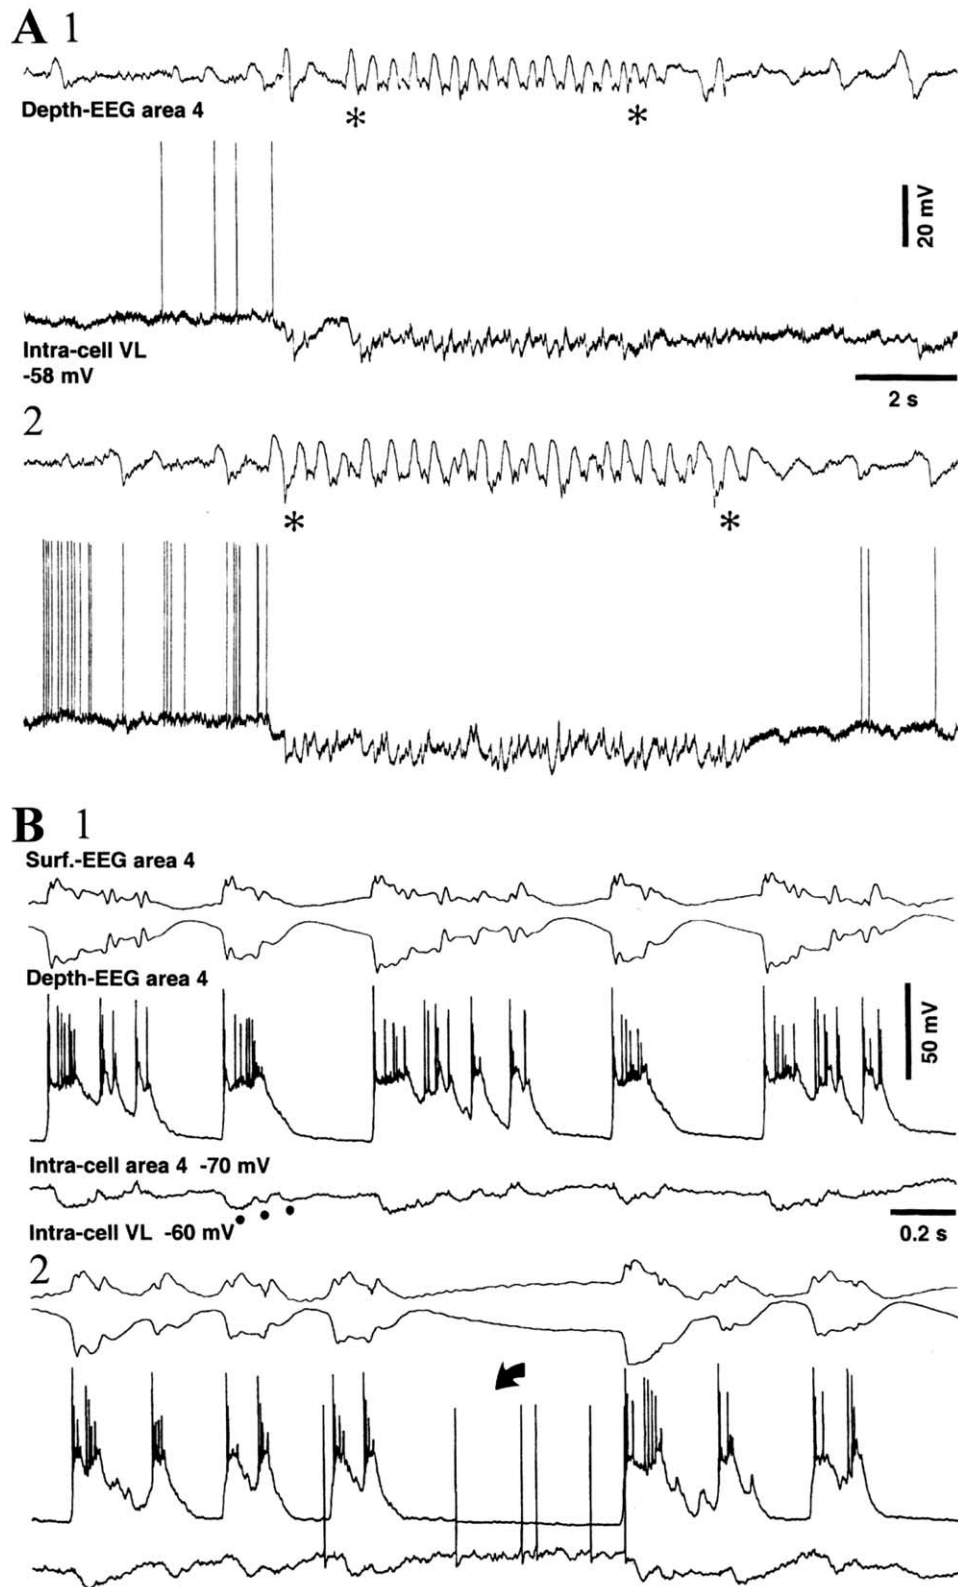 A 1
Depth-EEG area 4
* *
20 mV
Intra-cell VL
-58 mV
2 s
2
* *
B 1
Surf.-EEG area 4
Depth-EEG area 4
50 mV
Intra-cell area 4 -70 mV
Intra-cell VL -60 mV
0.2 s
2